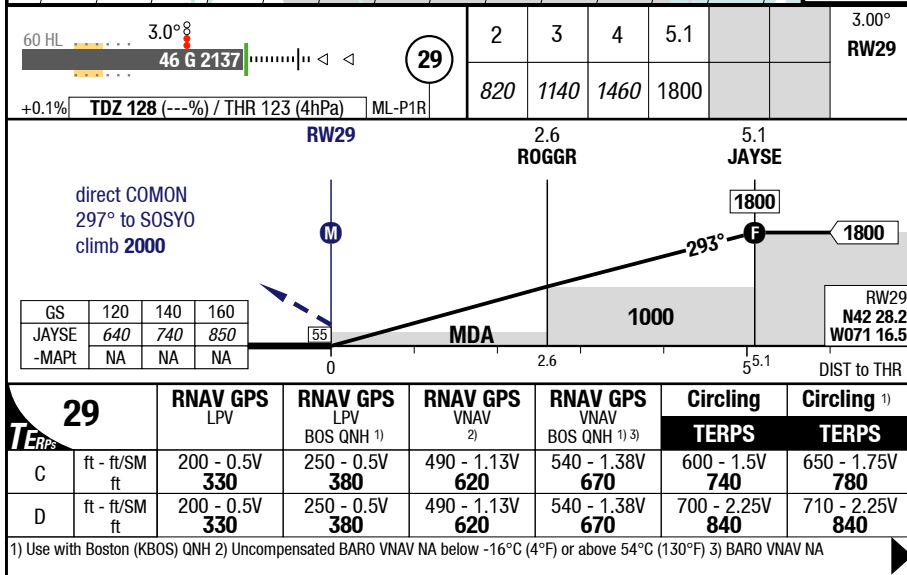 60 HL
3.0°
46 G 2137
+0.1%
TDZ 128 (---%) / THR 123 (4hPa)
ML-P1R
29
2 3 4 5.1
820 1140 1460 1800
3.00°
RW29
RW29
2.6
ROGGR
5.1
JAYSE
direct COMON
297° to SOSYO
climb 2000
M
1800
F
1800
293°
GS 120 140 160
JAYSE 640 740 850
-MAPt NA NA NA
55
MDA
1000
RW29
N42 28.2
W071 16.5
0 2.6 5 5.1 DIST to THR
TERPs
29
RNAV GPS
LPV
RNAV GPS
LPV
BOS QNH 1)
RNAV GPS
VNAV
2)
RNAV GPS
VNAV
BOS QNH 1) 3)
Circling
TERPS
Circling 1)
TERPS
C ft - ft/SM 200 - 0.5V 250 - 0.5V 490 - 1.13V 540 - 1.38V 600 - 1.5V 650 - 1.75V
ft 330 380 620 670 740 780
D ft - ft/SM 200 - 0.5V 250 - 0.5V 490 - 1.13V 540 - 1.38V 700 - 2.25V 710 - 2.25V
ft 330 380 620 670 840 840
1) Use with Boston (KBOS) QNH 2) Uncompensated BARO VNAV NA below -16°C (4°F) or above 54°C (130°F) 3) BARO VNAV NA